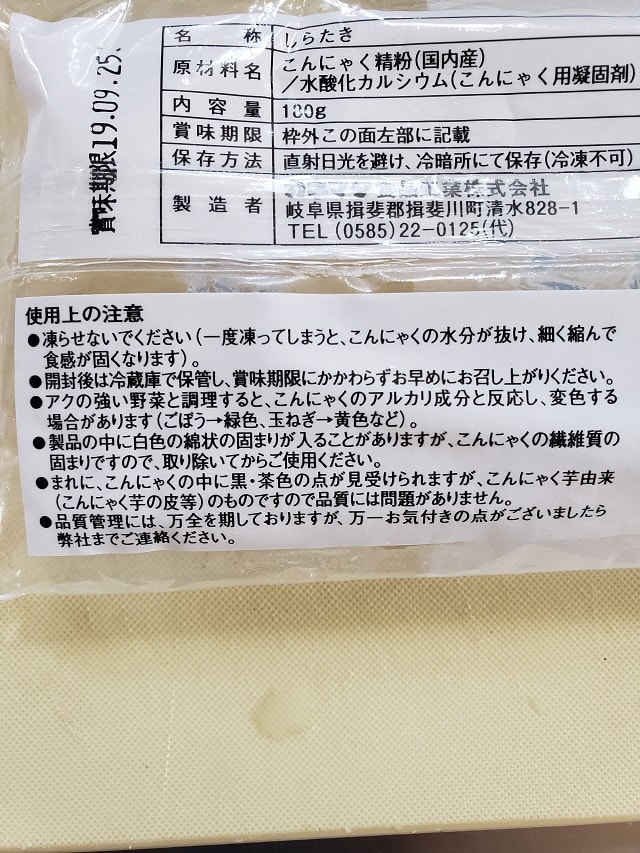 賞味期限19.09.25
名称 しらたき
原材料名 こんにゃく精粉(国内産)
/水酸化カルシウム(こんにゃく用凝固剤)
内容量 180g
賞味期限 枠外この面左部に記載
保存方法 直射日光を避け、冷暗所にて保存(冷凍不可)
製造者 工業株式会社
岐阜県揖斐郡揖斐川町清水828-1
TEL(0585)22-0125(代)
使用上の注意
●凍らせないでください(一度凍ってしまうと、こんにゃくの水分が抜け、細く縮んで
食感が固くなります)。
●開封後は冷蔵庫で保管し、賞味期限にかかわらずお早めにお召し上がりください。
●アクの強い野菜と調理すると、こんにゃくのアルカリ成分と反応し、変色する
場合があります(ごぼう→緑色、玉ねぎ→黄色など)。
●製品の中に白色の綿状の固まりが入ることがありますが、こんにゃくの繊維質の
固まりですので、取り除いてからご使用ください。
●まれに、こんにゃくの中に黒・茶色の点が見受けられますが、こんにゃく芋由来
(こんにゃく芋の皮等)のものですので品質には問題がありません。
●品質管理には、万全を期しておりますが、万一お気付きの点がございましたら
弊社までご連絡ください。